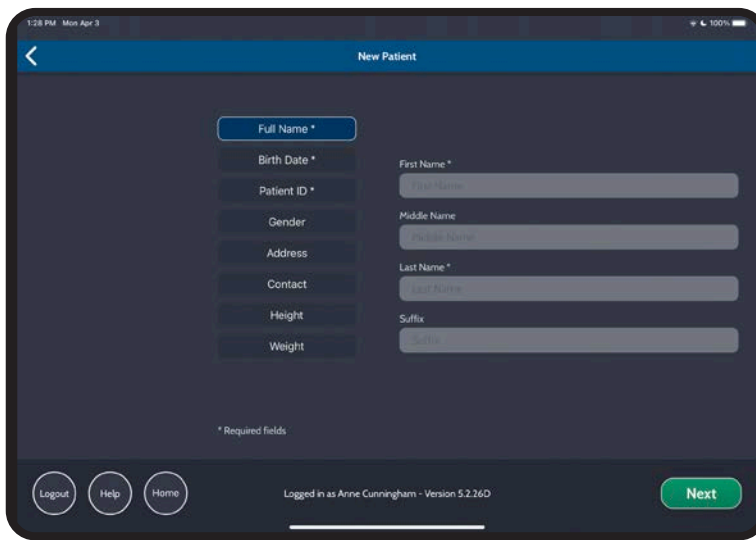 1:28 PM Mon Apr 3
100%
New Patient
Full Name *
Birth Date *
Patient ID *
Gender
Address
Contact
Height
Weight
First Name *
First Name
Middle Name
Middle Name
Last Name *
Last Name
Suffix
Suffix
* Required fields
Logout
Help
Home
Logged in as Anne Cunningham - Version 5.2.26D
Next